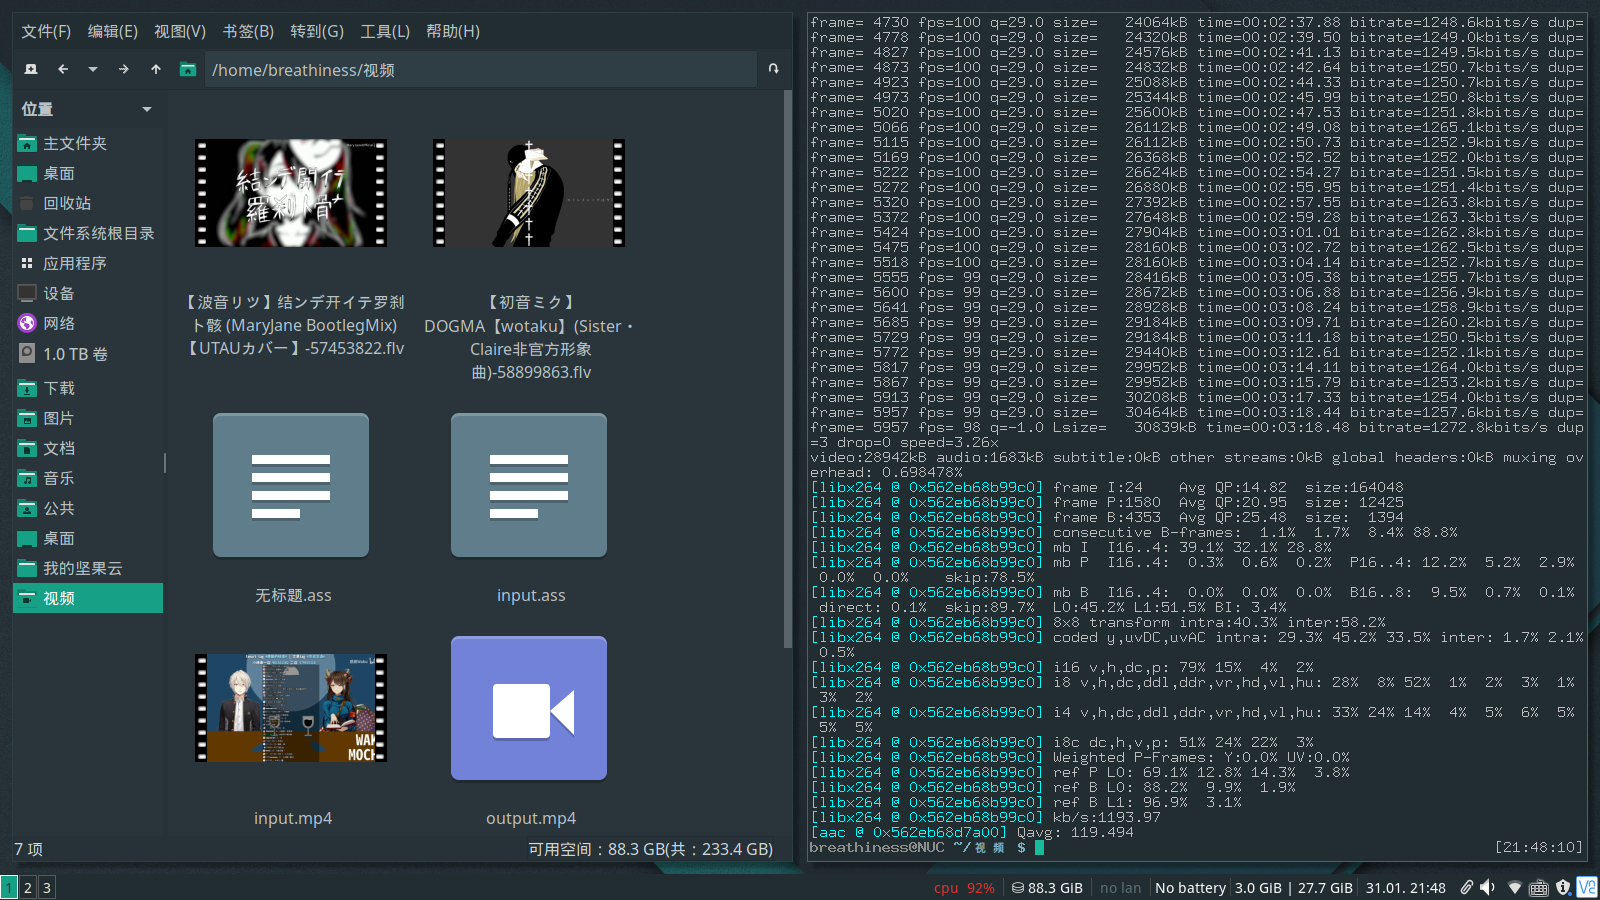 文件(F) 编辑(E) 视图(V) 书签(B) 转到(G) 工具(L) 帮助(H)
/home/breathiness/视频
位置
主文件夹
桌面
回收站
文件系统根目录
应用程序
设备
网络
1.0 TB 卷
下载
图片
文档
音乐
公共
桌面
我的坚果云
视频
結ンデ開イテ
羅刹ト骨
【波音リツ】结ンデ开イテ罗刹
ト骸 (MaryJane BootlegMix)
【UTAUカバー】-57453822.flv
【初音ミク】
DOGMA【wotaku】(Sister・
Claire非官方形象
曲)-58899863.flv
无标题.ass
input.ass
WAK
MOCH
input.mp4
output.mp4
7 项
可用空间：88.3 GB(共：233.4 GB)
frame= 4730 fps=100 q=29.0 size=   24064kB time=00:02:37.88 bitrate=1248.6kbits/s dup=
frame= 4778 fps=100 q=29.0 size=   24320kB time=00:02:39.50 bitrate=1249.0kbits/s dup=
frame= 4827 fps=100 q=29.0 size=   24576kB time=00:02:41.13 bitrate=1249.5kbits/s dup=
frame= 4873 fps=100 q=29.0 size=   24832kB time=00:02:42.64 bitrate=1250.7kbits/s dup=
frame= 4923 fps=100 q=29.0 size=   25088kB time=00:02:44.33 bitrate=1250.7kbits/s dup=
frame= 4973 fps=100 q=29.0 size=   25344kB time=00:02:45.99 bitrate=1250.8kbits/s dup=
frame= 5020 fps=100 q=29.0 size=   25600kB time=00:02:47.53 bitrate=1251.8kbits/s dup=
frame= 5066 fps=100 q=29.0 size=   26112kB time=00:02:49.08 bitrate=1265.1kbits/s dup=
frame= 5115 fps=100 q=29.0 size=   26112kB time=00:02:50.73 bitrate=1252.9kbits/s dup=
frame= 5169 fps=100 q=29.0 size=   26368kB time=00:02:52.52 bitrate=1252.0kbits/s dup=
frame= 5222 fps=100 q=29.0 size=   26624kB time=00:02:54.27 bitrate=1251.5kbits/s dup=
frame= 5272 fps=100 q=29.0 size=   26880kB time=00:02:55.95 bitrate=1251.4kbits/s dup=
frame= 5320 fps=100 q=29.0 size=   27392kB time=00:02:57.55 bitrate=1263.8kbits/s dup=
frame= 5372 fps=100 q=29.0 size=   27648kB time=00:02:59.28 bitrate=1263.3kbits/s dup=
frame= 5424 fps=100 q=29.0 size=   27904kB time=00:03:01.01 bitrate=1262.8kbits/s dup=
frame= 5475 fps=100 q=29.0 size=   28160kB time=00:03:02.72 bitrate=1262.5kbits/s dup=
frame= 5518 fps=100 q=29.0 size=   28160kB time=00:03:04.14 bitrate=1252.7kbits/s dup=
frame= 5555 fps= 99 q=29.0 size=   28416kB time=00:03:05.38 bitrate=1255.7kbits/s dup=
frame= 5600 fps= 99 q=29.0 size=   28672kB time=00:03:06.88 bitrate=1256.9kbits/s dup=
frame= 5641 fps= 99 q=29.0 size=   28928kB time=00:03:08.24 bitrate=1258.9kbits/s dup=
frame= 5685 fps= 99 q=29.0 size=   29184kB time=00:03:09.71 bitrate=1260.2kbits/s dup=
frame= 5729 fps= 99 q=29.0 size=   29184kB time=00:03:11.18 bitrate=1250.5kbits/s dup=
frame= 5772 fps= 99 q=29.0 size=   29440kB time=00:03:12.61 bitrate=1252.1kbits/s dup=
frame= 5817 fps= 99 q=29.0 size=   29952kB time=00:03:14.11 bitrate=1264.0kbits/s dup=
frame= 5867 fps= 99 q=29.0 size=   29952kB time=00:03:15.79 bitrate=1253.2kbits/s dup=
frame= 5913 fps= 99 q=29.0 size=   30208kB time=00:03:17.33 bitrate=1254.0kbits/s dup=
frame= 5957 fps= 99 q=29.0 size=   30464kB time=00:03:18.44 bitrate=1257.6kbits/s dup=
frame= 5957 fps= 98 q=-1.0 Lsize=   30839kB time=00:03:18.48 bitrate=1272.8kbits/s dup
=3 drop=0 speed=3.26x
video:28942kB audio:1683kB subtitle:0kB other streams:0kB global headers:0kB muxing ov
erhead: 0.698478%
[libx264 @ 0x562eb68b99c0] frame I:24    Avg QP:14.82  size:164048
[libx264 @ 0x562eb68b99c0] frame P:1580  Avg QP:20.95  size: 12425
[libx264 @ 0x562eb68b99c0] frame B:4353  Avg QP:25.48  size:  1394
[libx264 @ 0x562eb68b99c0] consecutive B-frames:  1.1%  1.7%  8.4% 88.8%
[libx264 @ 0x562eb68b99c0] mb I  I16..4: 39.1% 32.1% 28.8%
[libx264 @ 0x562eb68b99c0] mb P  I16..4:  0.3%  0.6%  0.2%  P16..4: 12.2%  5.2%  2.9%
 0.0%  0.0%    skip:78.5%
[libx264 @ 0x562eb68b99c0] mb B  I16..4:  0.0%  0.0%  0.0%  B16..8:  9.5%  0.7%  0.1%
 direct: 0.1%  skip:89.7%  L0:45.2% L1:51.5% BI: 3.4%
[libx264 @ 0x562eb68b99c0] 8x8 transform intra:40.3% inter:58.2%
[libx264 @ 0x562eb68b99c0] coded y,uvDC,uvAC intra: 29.3% 45.2% 33.5% inter: 1.7% 2.1%
 0.5%
[libx264 @ 0x562eb68b99c0] i16 v,h,dc,p: 79% 15%  4%  2%
[libx264 @ 0x562eb68b99c0] i8 v,h,dc,ddl,ddr,vr,hd,vl,hu: 28%  8% 52%  1%  2%  3%  1%
 3%  2%
[libx264 @ 0x562eb68b99c0] i4 v,h,dc,ddl,ddr,vr,hd,vl,hu: 33% 24% 14%  4%  5%  6%  5%
 5%  5%
[libx264 @ 0x562eb68b99c0] i8c dc,h,v,p: 51% 24% 22%  3%
[libx264 @ 0x562eb68b99c0] Weighted P-Frames: Y:0.0% UV:0.0%
[libx264 @ 0x562eb68b99c0] ref P L0: 69.1% 12.8% 14.3%  3.8%
[libx264 @ 0x562eb68b99c0] ref B L0: 88.2%  9.9%  1.9%
[libx264 @ 0x562eb68b99c0] ref B L1: 96.9%  3.1%
[libx264 @ 0x562eb68b99c0] kb/s:1193.97
[aac @ 0x562eb68d7a00] Qavg: 119.494
breathiness@NUC ~/视频 $ [21:48:10]
1 2 3
cpu 92% 88.3 GiB no lan No battery 3.0 GiB | 27.7 GiB 31.01. 21:48